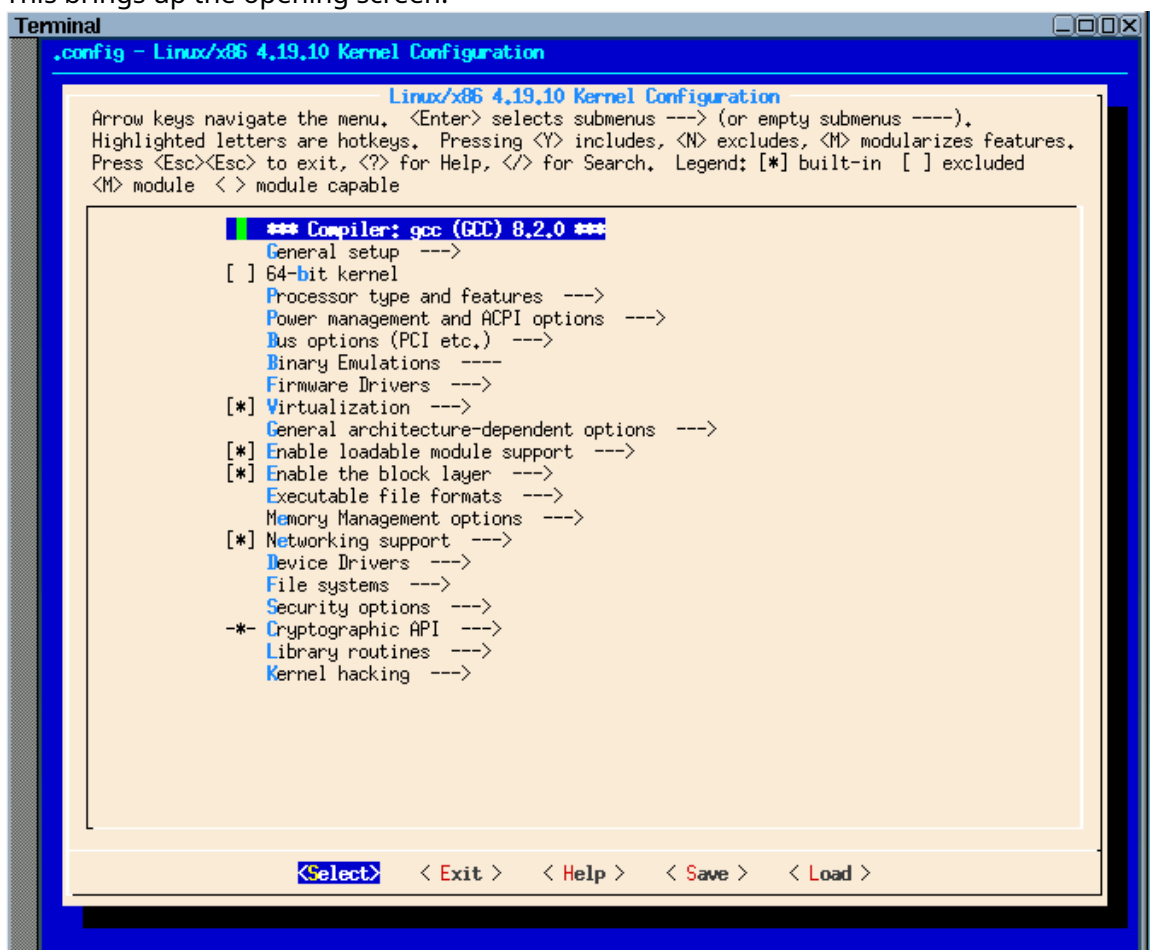 This brings up the opening screen.
Terminal
.config - Linux/x86 4.19.10 Kernel Configuration
Linux/x86 4.19.10 Kernel Configuration
Arrow keys navigate the menu. <Enter> selects submenus ---> (or empty submenus ----).
Highlighted letters are hotkeys. Pressing <Y> includes, <N> excludes, <M> modularizes features.
Press <Esc><Esc> to exit, <?> for Help, </> for Search. Legend: [*] built-in [ ] excluded
<M> module < > module capable
*** Compiler: gcc (GCC) 8.2.0 ***
General setup --->
[ ] 64-bit kernel
Processor type and features --->
Power management and ACPI options --->
Bus options (PCI etc.) --->
Binary Emulations ----
Firmware Drivers --->
[*] Virtualization --->
General architecture-dependent options --->
[*] Enable loadable module support --->
[*] Enable the block layer --->
Executable file formats --->
Memory Management options --->
[*] Networking support --->
Device Drivers --->
File systems --->
Security options --->
-*- Cryptographic API --->
Library routines --->
Kernel hacking --->
<Select> < Exit > < Help > < Save > < Load >